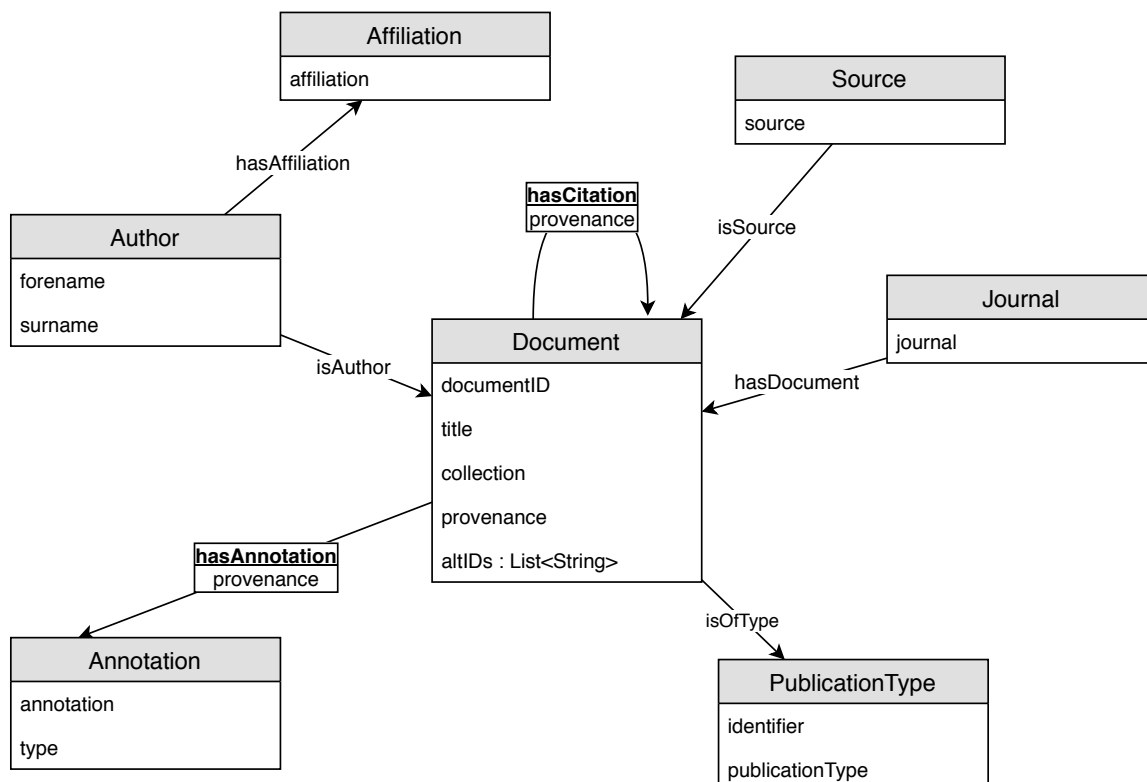 Affiliation
affiliation
Source
source
hasAffiliation
hasCitation
provenance
isSource
Author
forename
surname
Journal
journal
isAuthor
hasDocument
Document
documentID
title
collection
provenance
altIDs : List<String>
hasAnnotation
provenance
isOfType
Annotation
annotation
type
PublicationType
identifier
publicationType